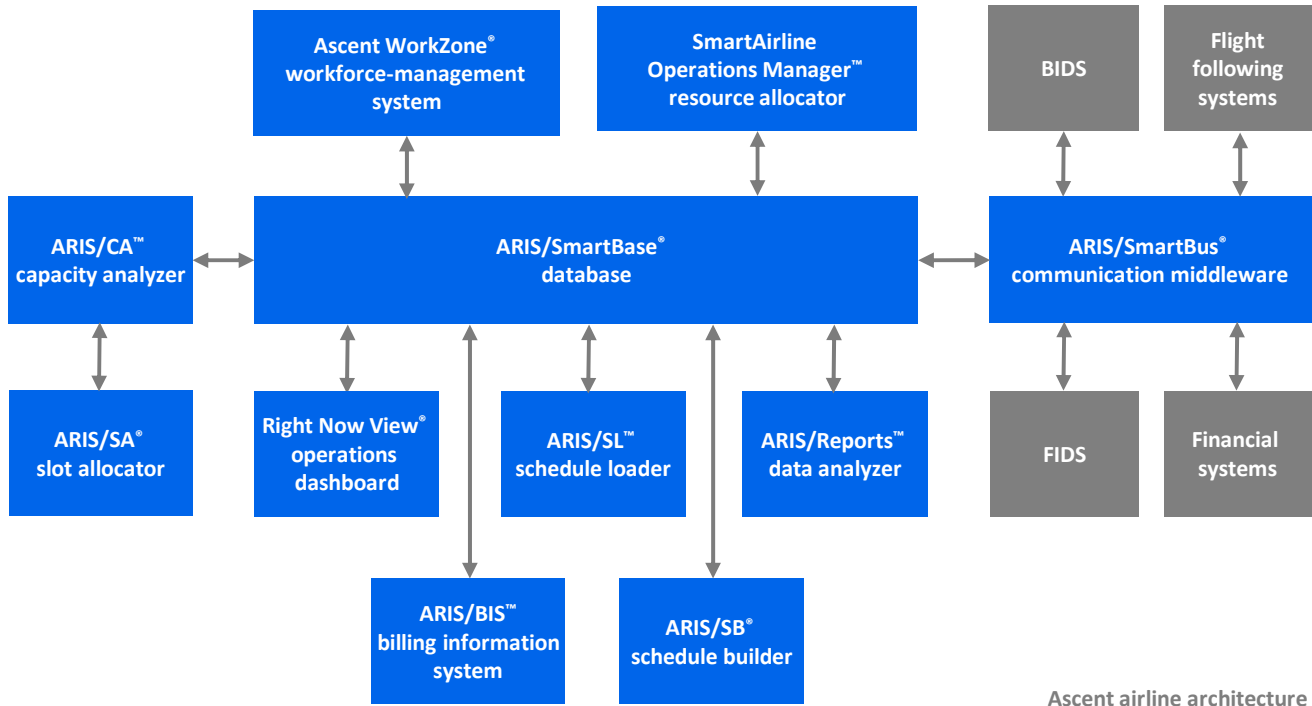 Ascent WorkZone®
workforce-management
system
SmartAirline
Operations Manager™
resource allocator
BIDS
Flight
following
systems
ARIS/CA™
capacity analyzer
ARIS/SmartBase®
database
ARIS/SmartBus®
communication middleware
ARIS/SA®
slot allocator
Right Now View®
operations
dashboard
ARIS/SL™
schedule loader
ARIS/Reports™
data analyzer
FIDS
Financial
systems
ARIS/BIS™
billing information
system
ARIS/SB®
schedule builder
Ascent airline architecture